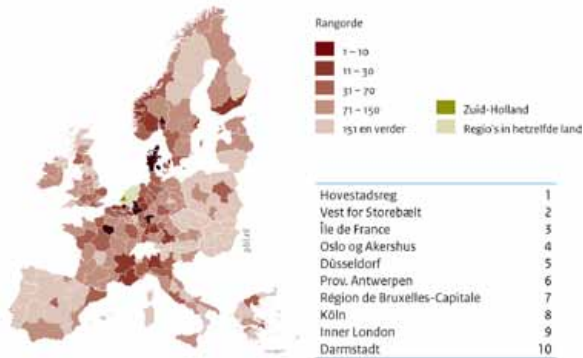 Rangorde
1 – 10
11 – 30
31 – 70
71 – 150
151 en verder
Zuid-Holland
Regio's in hetzelfde land
Hovestadsreg 1
Vest for Storebælt 2
Île de France 3
Oslo og Akershus 4
Düsseldorf 5
Prov. Antwerpen 6
Région de Bruxelles-Capitale 7
Köln 8
Inner London 9
Darmstadt 10
pbl.nl